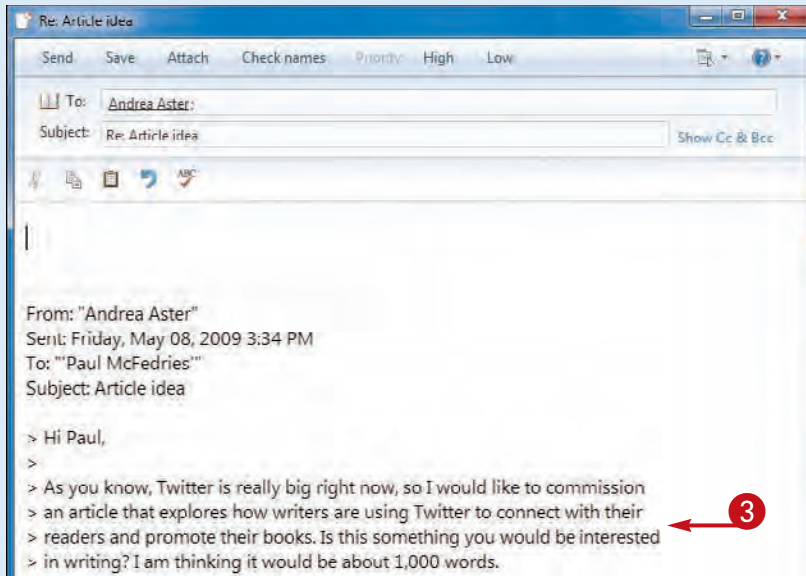 Re: Article idea
Send Save Attach Check names Priority: High Low
To: Andrea Aster;
Subject: Re: Article idea
Show Cc & Bcc
ABC
From: "Andrea Aster"
Sent: Friday, May 08, 2009 3:34 PM
To: "'Paul McFedries'"
Subject: Article idea
> Hi Paul,
>
> As you know, Twitter is really big right now, so I would like to commission
> an article that explores how writers are using Twitter to connect with their
> readers and promote their books. Is this something you would be interested
> in writing? I am thinking it would be about 1,000 words.
3